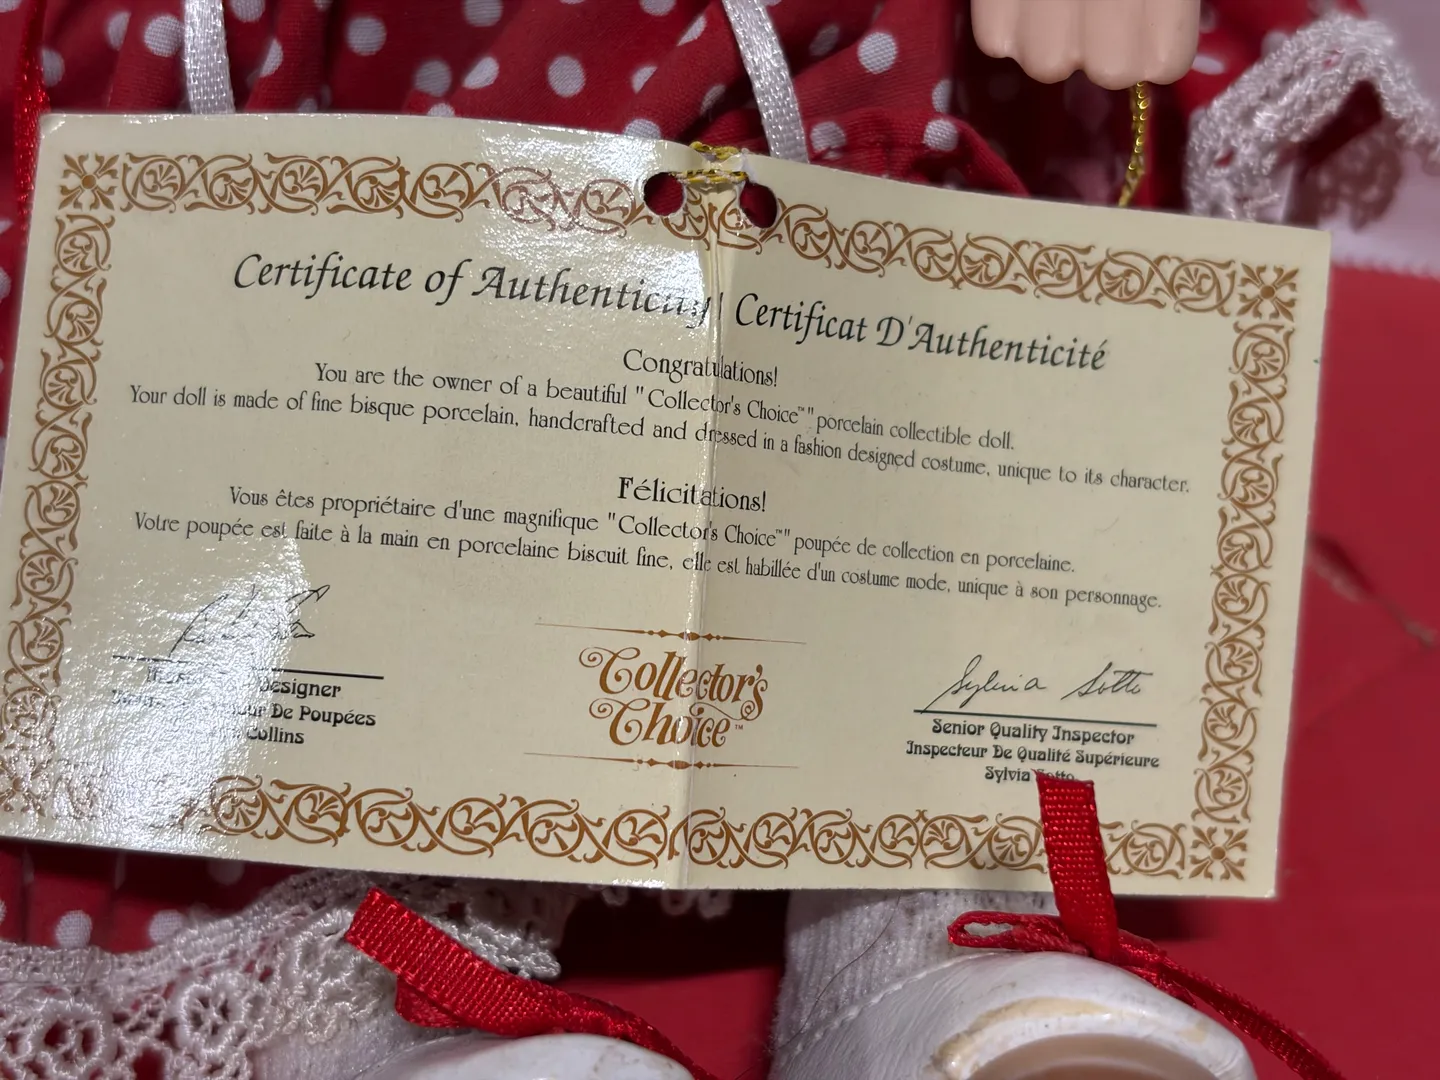 Certificate of Authenticity
Certificat D'Authenticité
Congratulations!
You are the owner of a beautiful "Collector's Choice™" porcelain collectible doll.
Your doll is made of fine bisque porcelain, handcrafted and dressed in a fashion designed costume, unique to its character.
Félicitations!
Vous êtes propriétaire d'une magnifique "Collector's Choice™" poupée de collection en porcelaine.
Votre poupée est faite à la main en porcelaine biscuit fine, elle est habillée d'un costume mode, unique à son personnage.
Designer
De Poupées
Collins
Collector's
Choice™
Sylvia Sotto
Senior Quality Inspector
Inspecteur De Qualité Supérieure
Sylvia Sotto